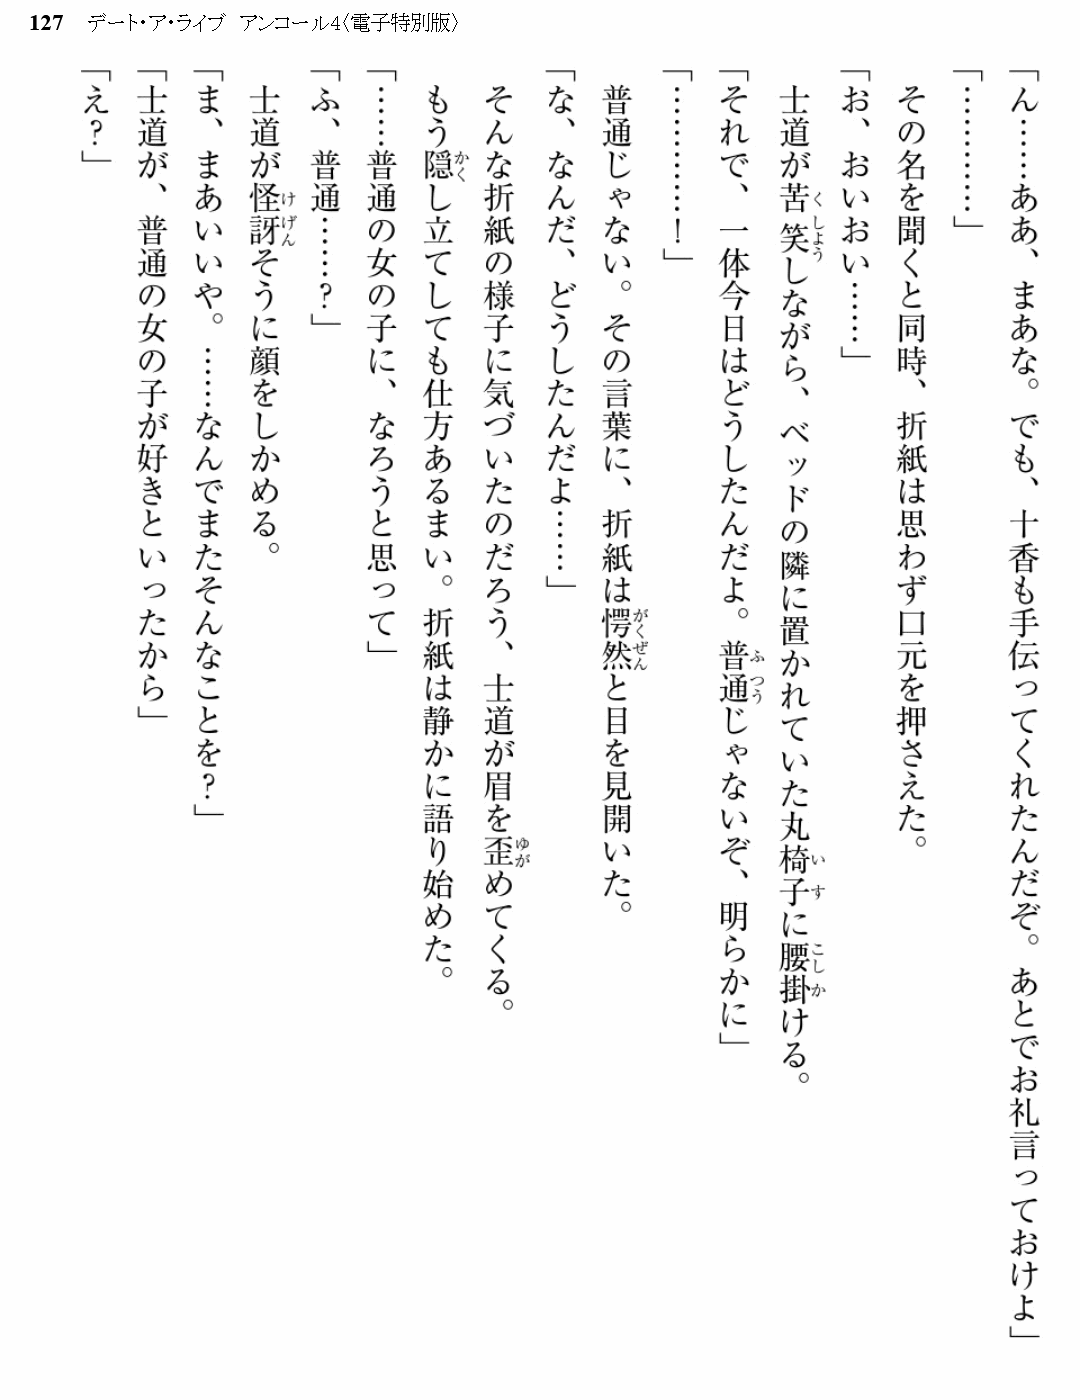 127 デート・ア・ライブ アンコール4〈電子特別版〉
「ん……ああ、まあな。でも、十香も手伝ってくれたんだぞ。あとでお礼言っておけよ」
「…………」
その名を聞くと同時、折紙は思わず口元を押さえた。
「お、おいおい……」
士道が苦笑しながら、ベッドの隣に置かれていた丸椅子に腰掛ける。
「それで、一体今日はどうしたんだよ。普通じゃないぞ、明らかに」
「…………！」
普通じゃない。その言葉に、折紙は愕然と目を見開いた。
「な、なんだ、どうしたんだよ……」
そんな折紙の様子に気づいたのだろう、士道が眉を歪めてくる。
もう隠し立てしても仕方あるまい。折紙は静かに語り始めた。
「……普通の女の子に、なろうと思って」
「ふ、普通……？」
士道が怪訝そうに顔をしかめる。
「ま、まあいいや。……なんでまたそんなことを？」
「士道が、普通の女の子が好きといったから」
「え？」